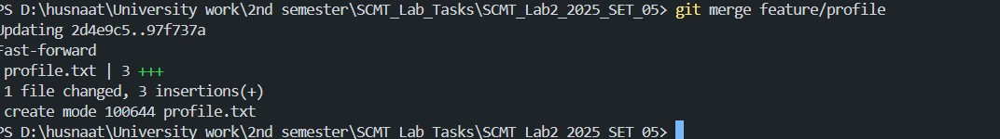 PS D:\husnaat\University work\2nd semester\SCMT_Lab_Tasks\SCMT_Lab2_2025_SET_05> git merge feature/profile
Updating 2d4e9c5..97f737a
Fast-forward
profile.txt | 3 +++
1 file changed, 3 insertions(+)
create mode 100644 profile.txt
PS D:\husnaat\University work\2nd semester\SCMT_Lab_Tasks\SCMT_Lab2_2025_SET_05>